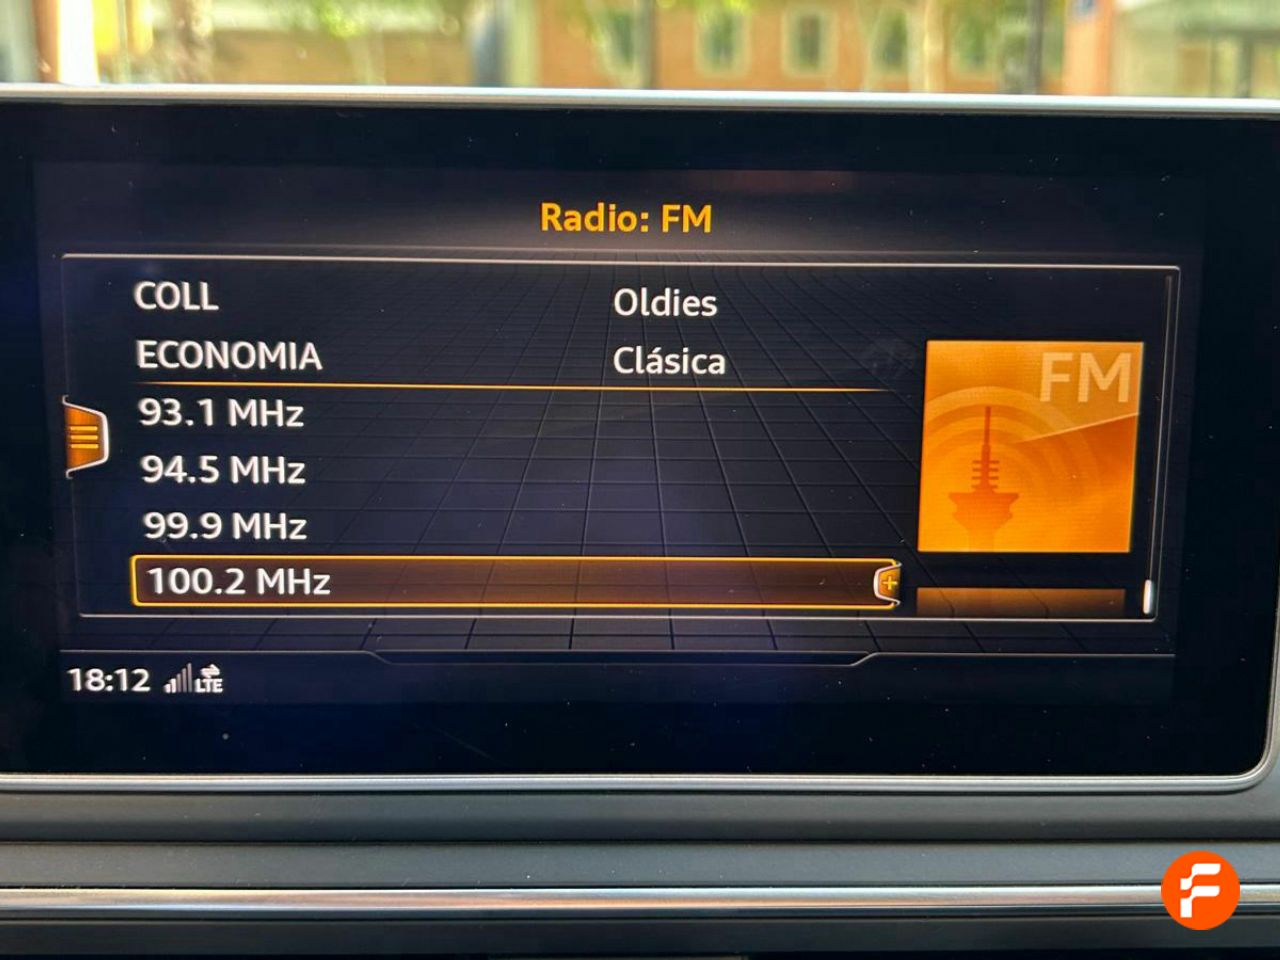 Radio: FM
COLL Oldies
ECONOMIA Clásica
FM
93.1 MHz
94.5 MHz
99.9 MHz
100.2 MHz
18:12 LTE